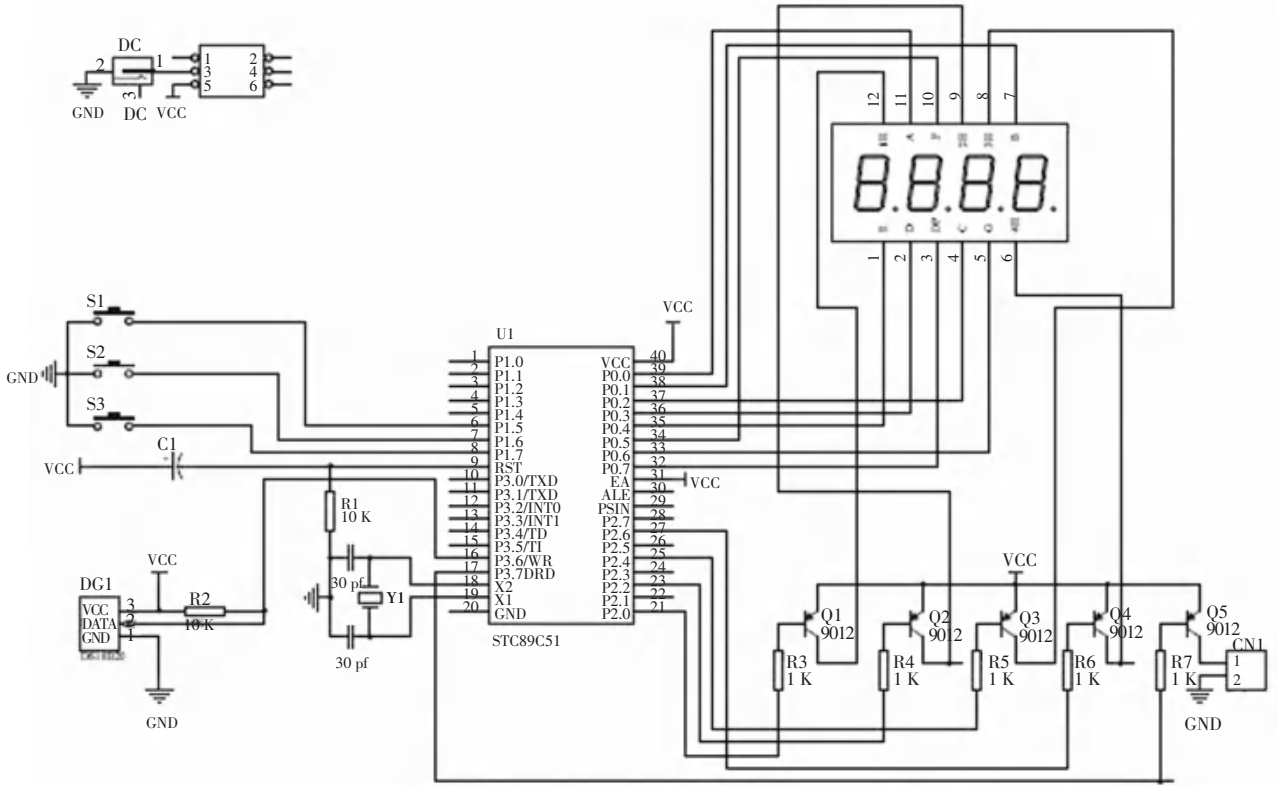 DC
2
1
3
DC
GND
VCC
1
2
3
4
5
6
12
11
10
9
8
7
A
F
B
D
DP
C
G
1
2
3
4
5
6
S1
S2
S3
GND
C1
VCC
R1
10 K
30 pf
Y1
30 pf
VCC
DG1
VCC
DATA
GND
3
2
1
R2
10 K
GND
U1
1 P1.0
2 P1.1
3 P1.2
4 P1.3
5 P1.4
6 P1.5
7 P1.6
8 P1.7
9 RST
10 P3.0/TXD
11 P3.1/TXD
12 P3.2/INT0
13 P3.3/INT1
14 P3.4/TD
15 P3.5/TI
16 P3.6/WR
17 P3.7DRD
18 X2
19 X1
20 GND
VCC 40
P0.0 39
P0.1 38
P0.2 37
P0.3 36
P0.4 35
P0.5 34
P0.6 33
P0.7 32
EA 31
ALE 30
PSIN 29
P2.7 28
P2.6 27
P2.5 26
P2.4 25
P2.3 24
P2.2 23
P2.1 22
P2.0 21
STC89C51
VCC
VCC
VCC
Q1
9012
Q2
9012
Q3
9012
Q4
9012
Q5
9012
R3
1 K
R4
1 K
R5
1 K
R6
1 K
R7
1 K
CN1
1
2
GND